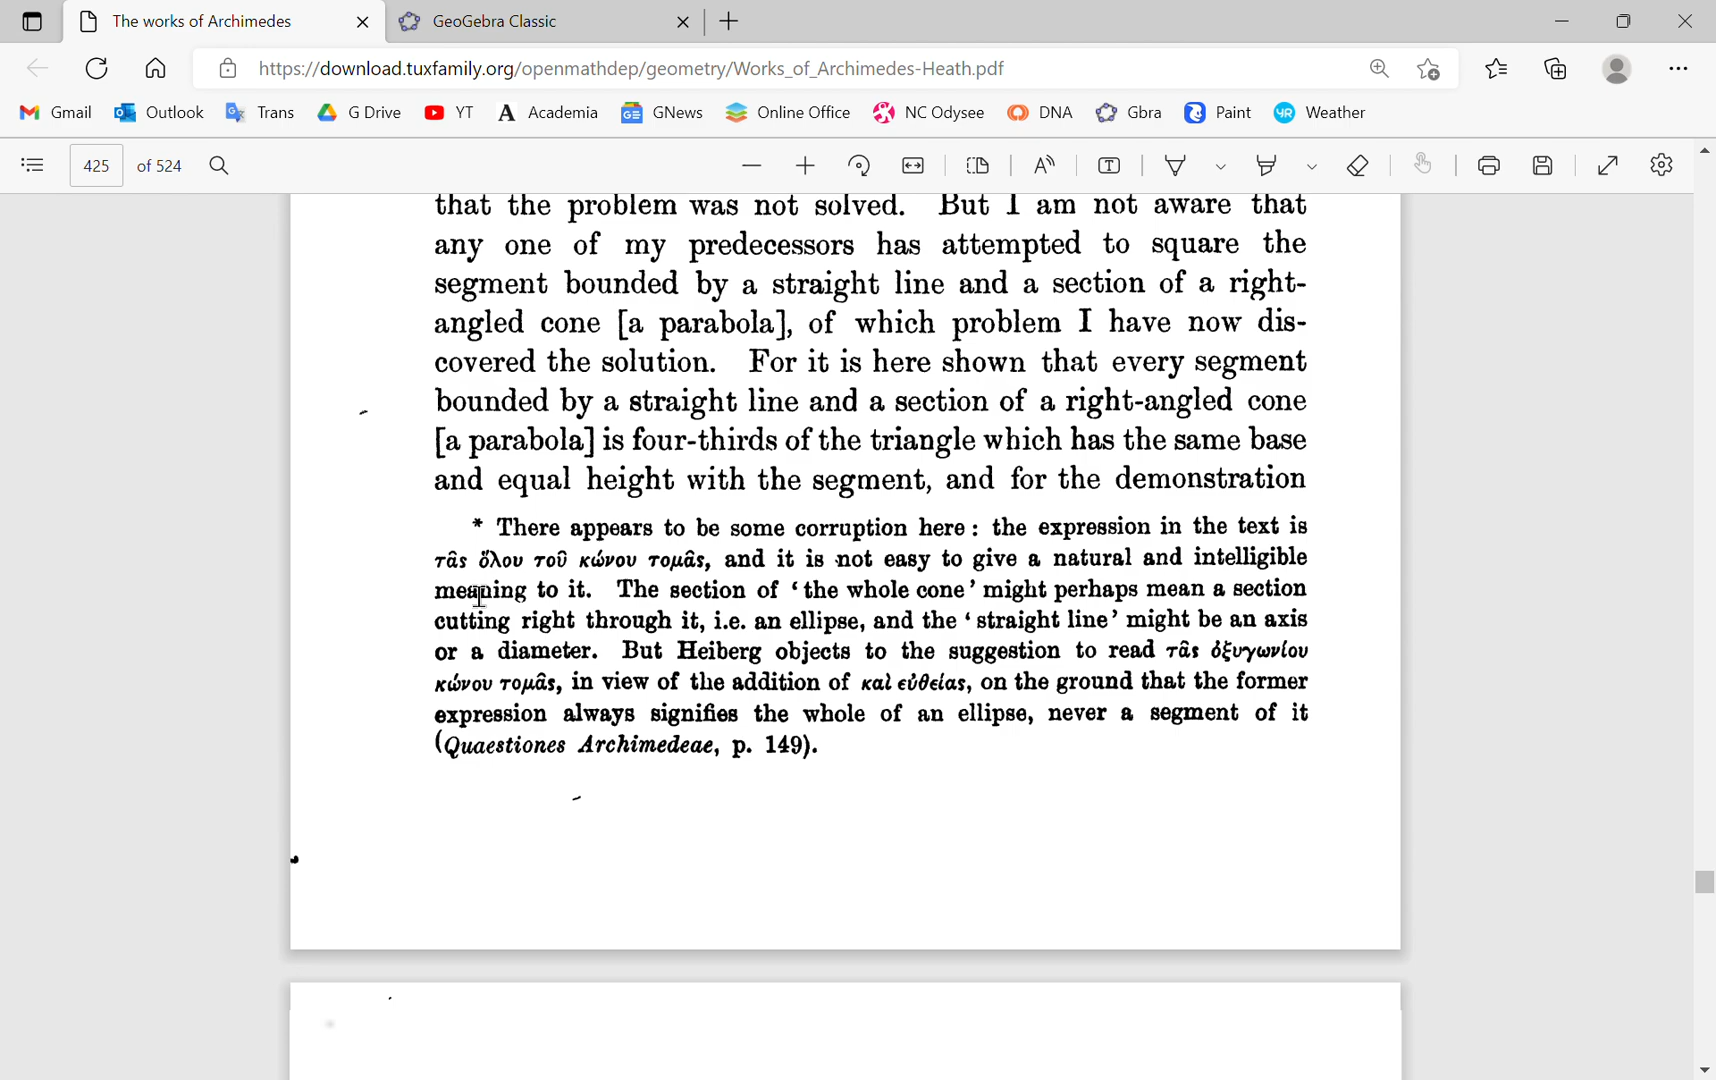 The works of Archimedes
GeoGebra Classic
https://download.tuxfamily.org/openmathdep/geometry/Works_of_Archimedes-Heath.pdf
Gmail Outlook Trans G Drive YT Academia GNews Online Office NC Odysee DNA Gbra Paint Weather
425 of 524
that the problem was not solved. But I am not aware that
any one of my predecessors has attempted to square the
segment bounded by a straight line and a section of a right-
angled cone [a parabola], of which problem I have now dis-
covered the solution. For it is here shown that every segment
bounded by a straight line and a section of a right-angled cone
[a parabola] is four-thirds of the triangle which has the same base
and equal height with the segment, and for the demonstration
* There appears to be some corruption here : the expression in the text is
τᾶς ὅλου τοῦ κώνου τομᾶς, and it is not easy to give a natural and intelligible
meaning to it. The section of ‘the whole cone’ might perhaps mean a section
cutting right through it, i.e. an ellipse, and the ‘straight line’ might be an axis
or a diameter. But Heiberg objects to the suggestion to read τᾶς ὀξυγωνίου
κώνου τομᾶς, in view of the addition of καὶ εὐθείας, on the ground that the former
expression always signifies the whole of an ellipse, never a segment of it
(Quaestiones Archimedeae, p. 149).